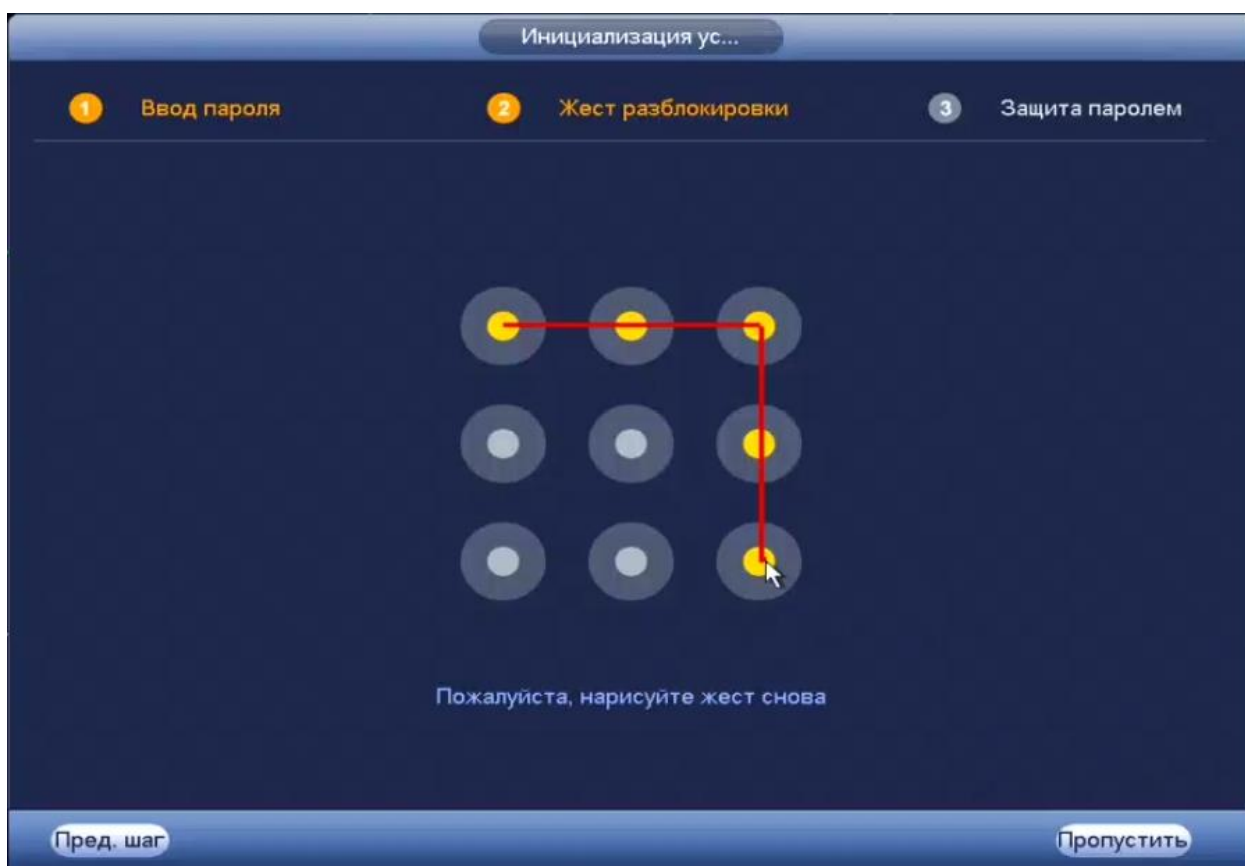 Инициализация ус...
1 Ввод пароля 2 Жест разблокировки 3 Защита паролем
Пожалуйста, нарисуйте жест снова
Пред. шаг Пропустить